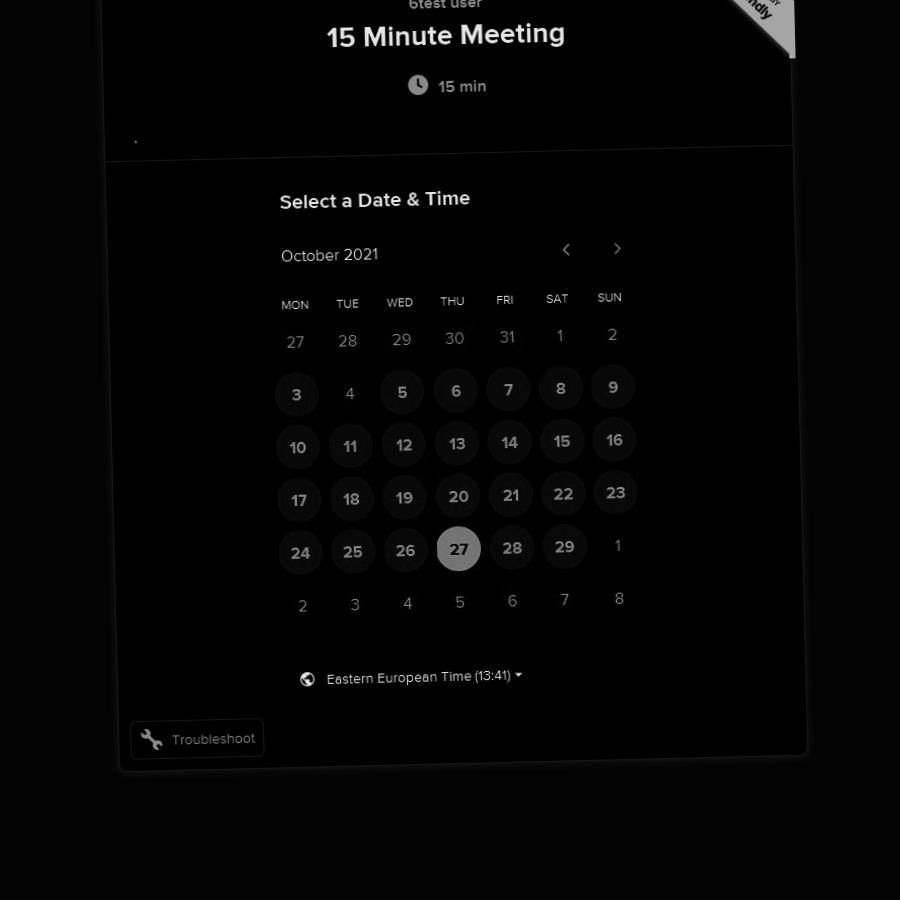 6test user
15 Minute Meeting
15 min
Select a Date & Time
October 2021
MON TUE WED THU FRI SAT SUN
27 28 29 30 31 1 2
3 4 5 6 7 8 9
10 11 12 13 14 15 16
17 18 19 20 21 22 23
24 25 26 27 28 29 1
2 3 4 5 6 7 8
Eastern European Time (13:41)
Troubleshoot